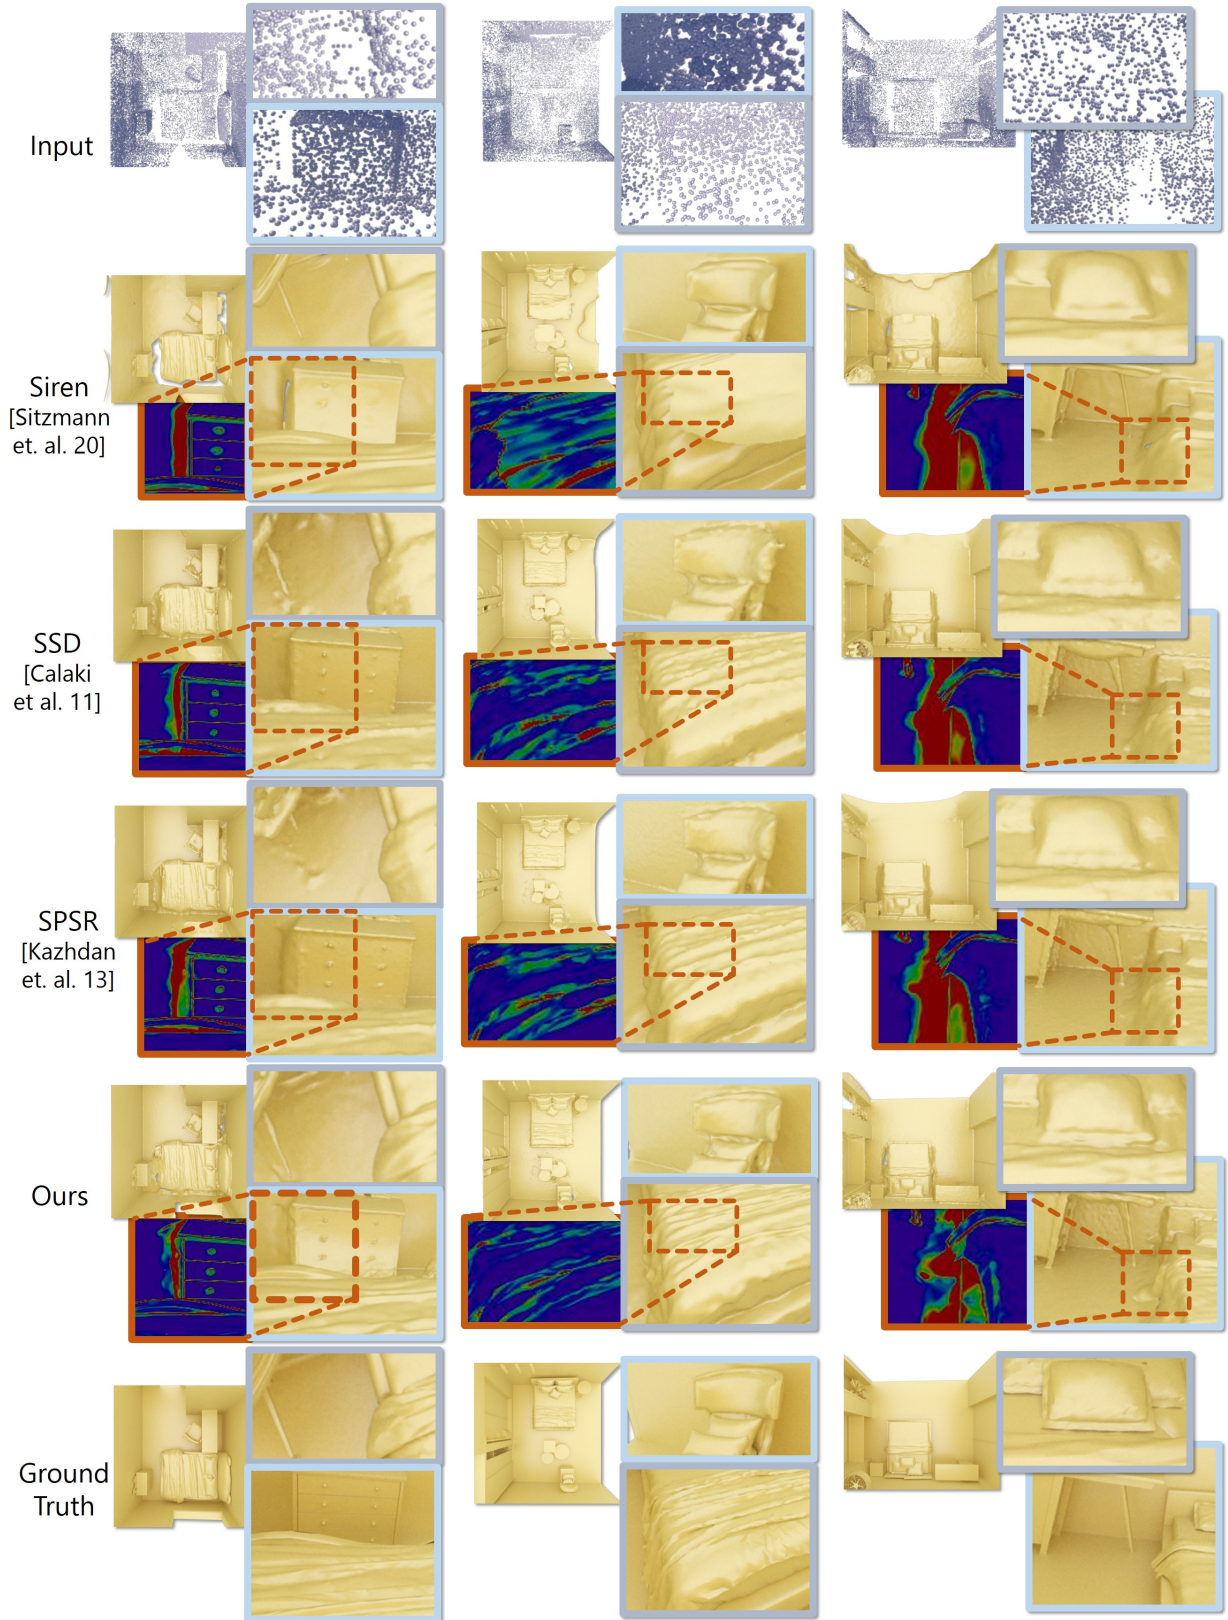 Input
Siren
[Sitzmann
et. al. 20]
SSD
[Calaki
et al. 11]
SPSR
[Kazhdan
et. al. 13]
Ours
Ground
Truth